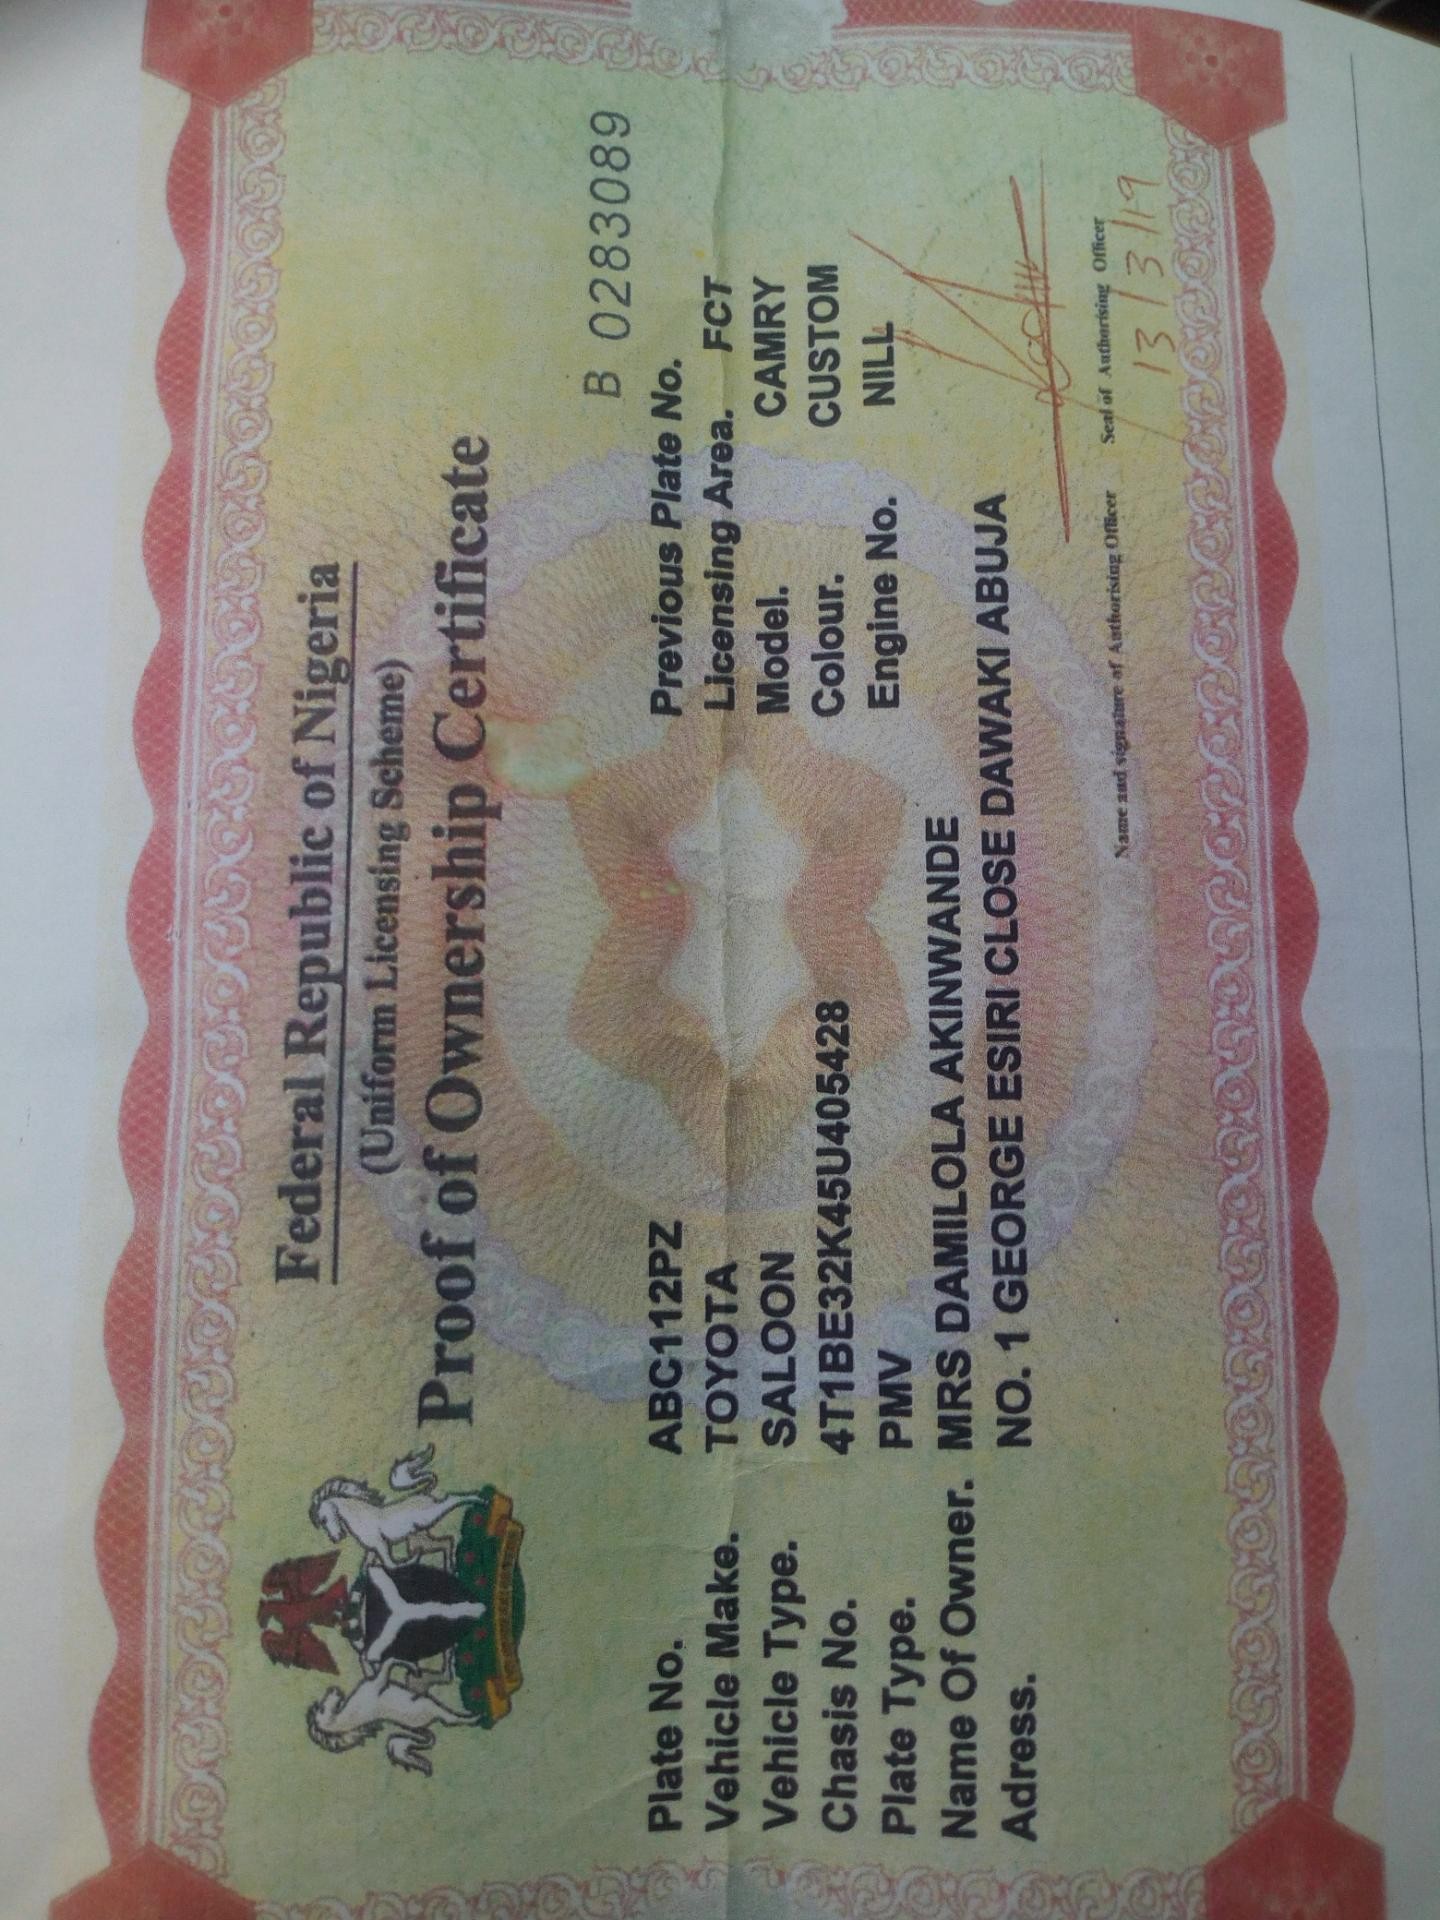 Federal Republic of Nigeria
(Uniform Licensing Scheme)
Proof of Ownership Certificate
B 0283089
Plate No. ABC112PZ Previous Plate No.
Vehicle Make. TOYOTA Licensing Area. FCT
Vehicle Type. SALOON Model. CAMRY
Chasis No. 4T1BE32K45U405428 Colour. CUSTOM
Plate Type. PMV Engine No. NILL
Name Of Owner. MRS DAMILOLA AKINWANDE
Adress. NO. 1 GEORGE ESIRI CLOSE DAWAKI ABUJA
Name and signature of Authorising Officer Seal of Authorising Officer
13/3/19